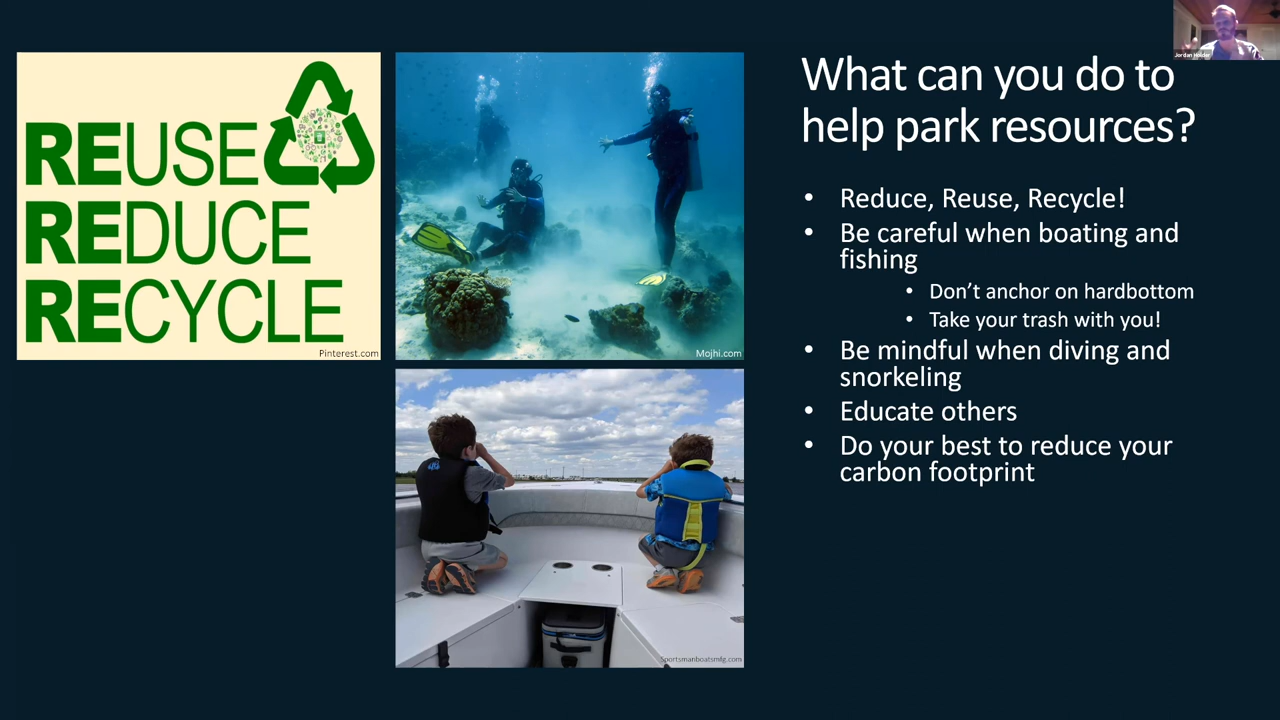 REUSE
REDUCE
RECYCLE
Pinterest.com
Mojhi.com
Sportsmanboatsmfg.com
Jordan Holder
What can you do to
help park resources?
• Reduce, Reuse, Recycle!
• Be careful when boating and
fishing
• Don’t anchor on hardbottom
• Take your trash with you!
• Be mindful when diving and
snorkeling
• Educate others
• Do your best to reduce your
carbon footprint